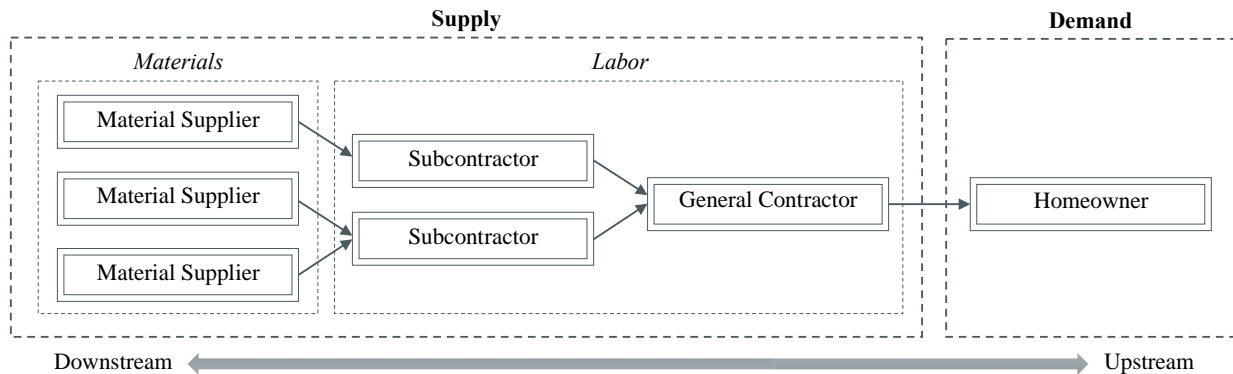 Supply
Demand
Materials
Labor
Material Supplier
Subcontractor
Material Supplier
General Contractor
Homeowner
Subcontractor
Material Supplier
Downstream
Upstream